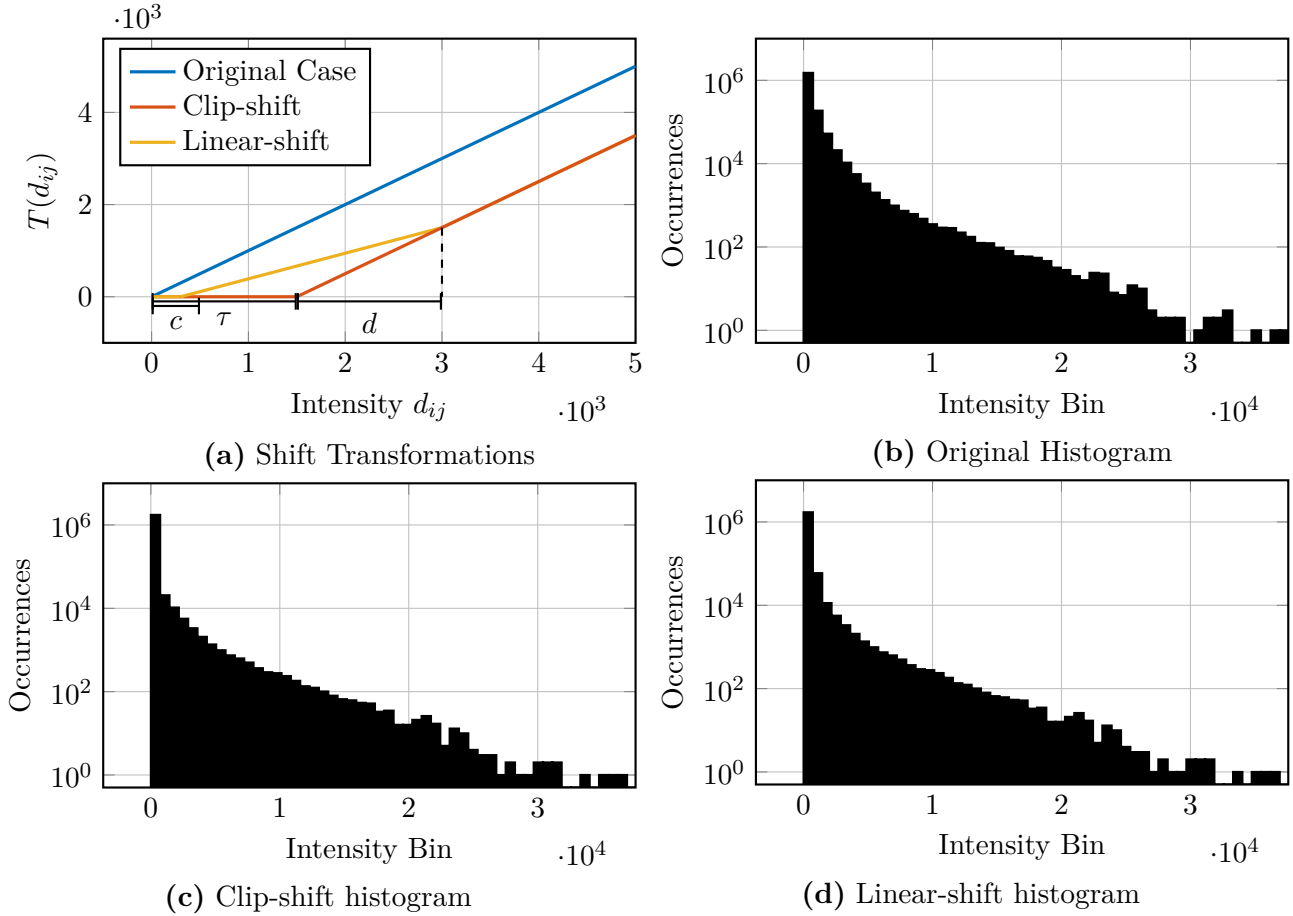 ·10³
Original Case
Clip-shift
Linear-shift
4
2
0
T(d_ij)
c
τ
d
0
1
2
3
4
5
Intensity d_ij
·10³
(a) Shift Transformations
10⁶
10⁴
10²
10⁰
Occurrences
0
1
2
3
Intensity Bin
·10⁴
(b) Original Histogram
10⁶
10⁴
10²
10⁰
Occurrences
0
1
2
3
Intensity Bin
·10⁴
(c) Clip-shift histogram
10⁶
10⁴
10²
10⁰
Occurrences
0
1
2
3
Intensity Bin
·10⁴
(d) Linear-shift histogram